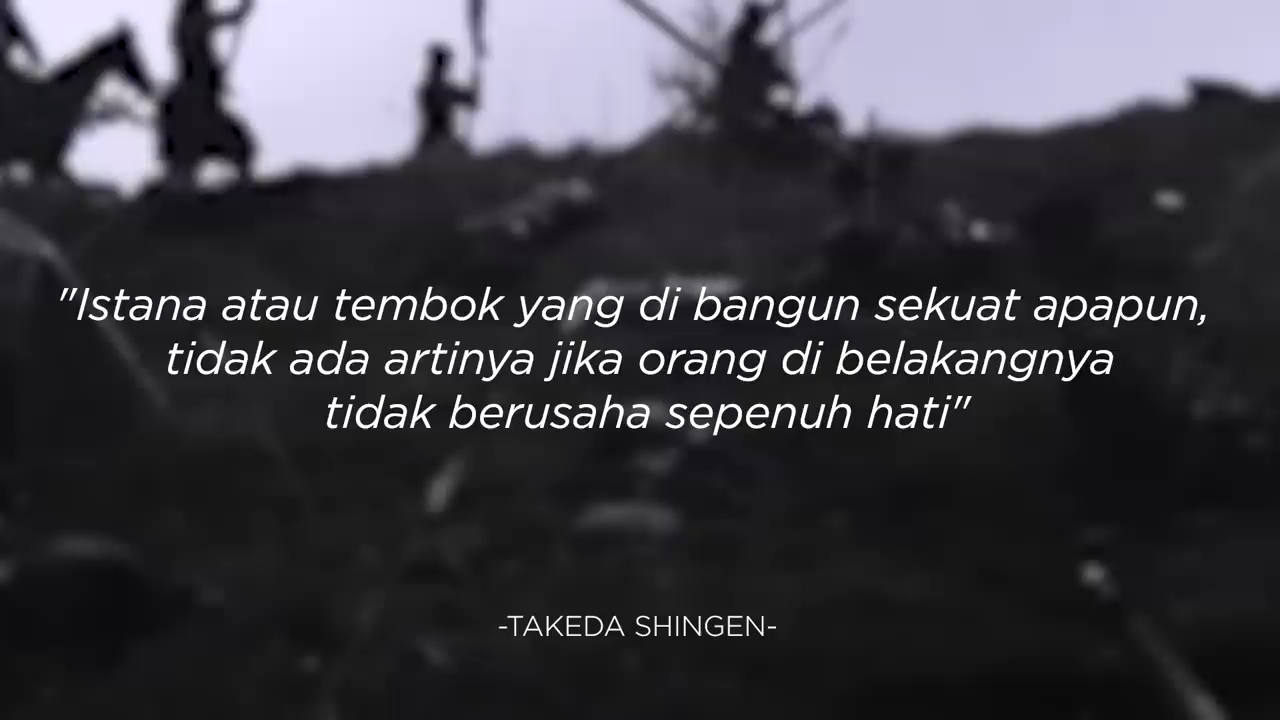 "Istana atau tembok yang di bangun sekuat apapun,
tidak ada artinya jika orang di belakangnya
tidak berusaha sepenuh hati"
-TAKEDA SHINGEN-